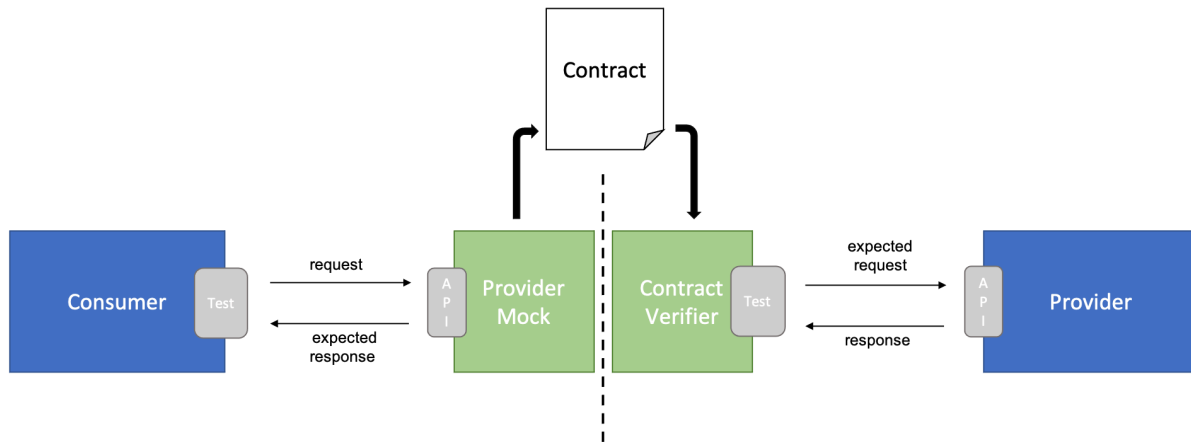 Contract
Consumer
Test
request
expected
response
A
P
I
Provider
Mock
Contract
Verifier
Test
expected
request
response
A
P
I
Provider